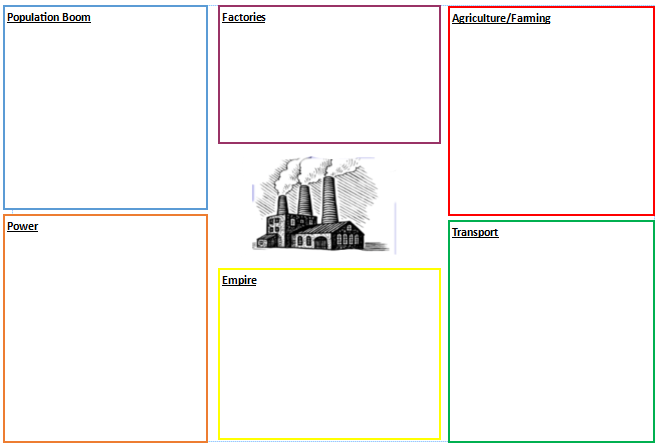 Population Boom
Factories
Agriculture/Farming
Power
Empire
Transport